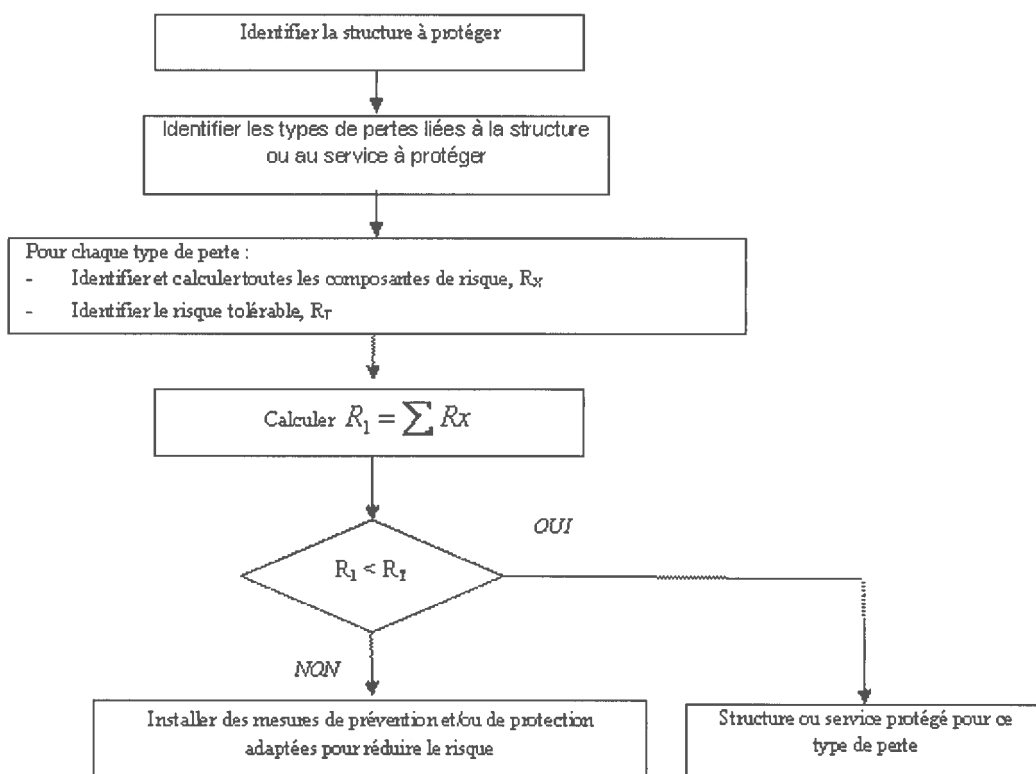 Identifier la structure à protéger
Identifier les types de pertes liées à la structure
ou au service à protéger
Pour chaque type de perte :
- Identifier et calculer toutes les composantes de risque, RX
- Identifier le risque tolérable, RT
Calculer R1 = ∑ Rx
OUI
R1 < RT
NON
Installer des mesures de prévention et/ou de protection
adaptées pour réduire le risque
Structure ou service protégé pour ce
type de perte